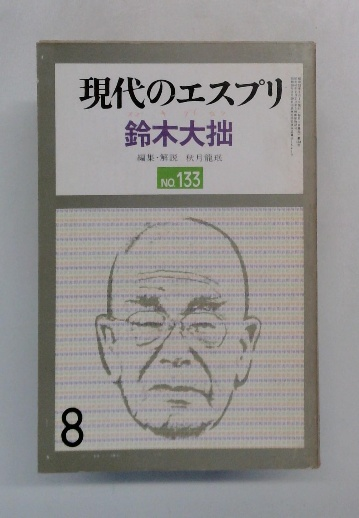 現代のエスプリ
鈴木大拙
編集・解説 秋月龍珉
NO.133
8